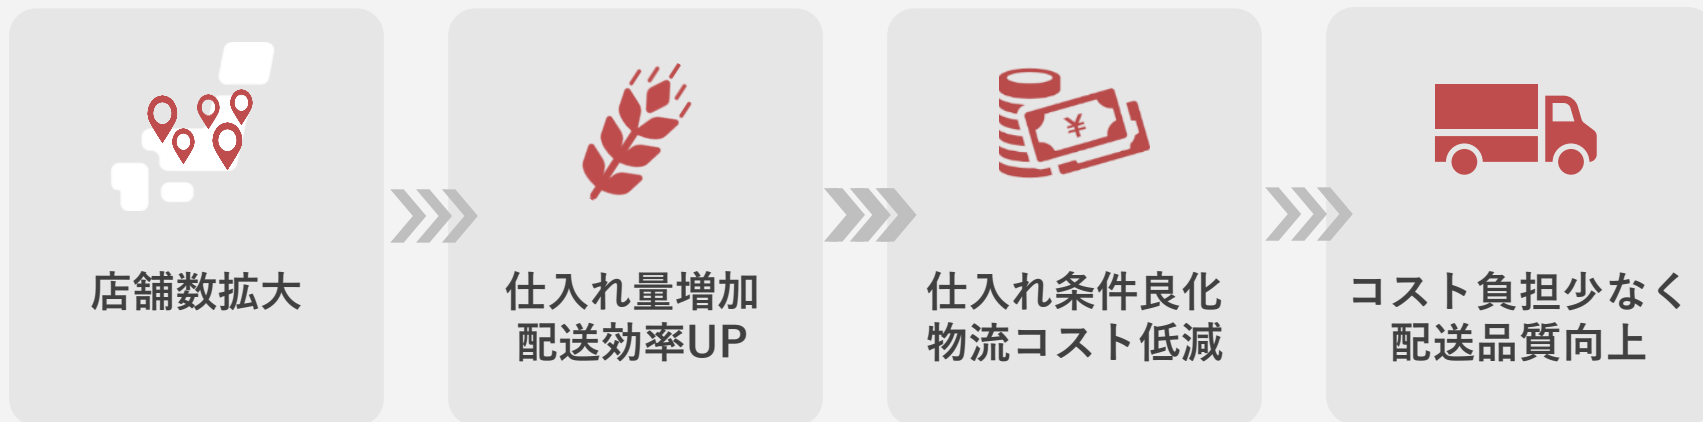 店舗数拡大
仕入れ量増加
配送効率UP
¥
仕入れ条件良化
物流コスト低減
コスト負担少なく
配送品質向上